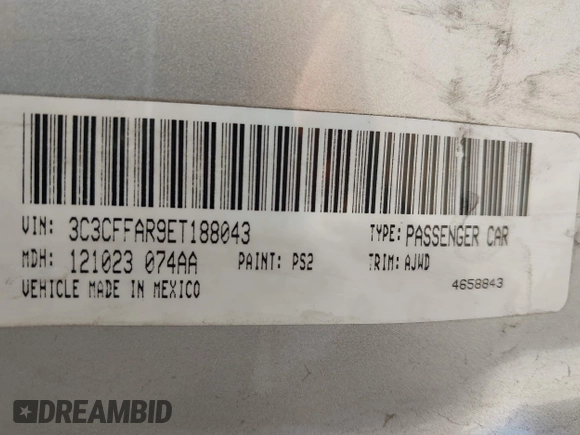 VIN: 3C3CFFAR9ET188043 TYPE: PASSENGER CAR
MDH: 121023 074AA PAINT: PS2 TRIM: AJWD
VEHICLE MADE IN MEXICO 4658843
DREAMBID